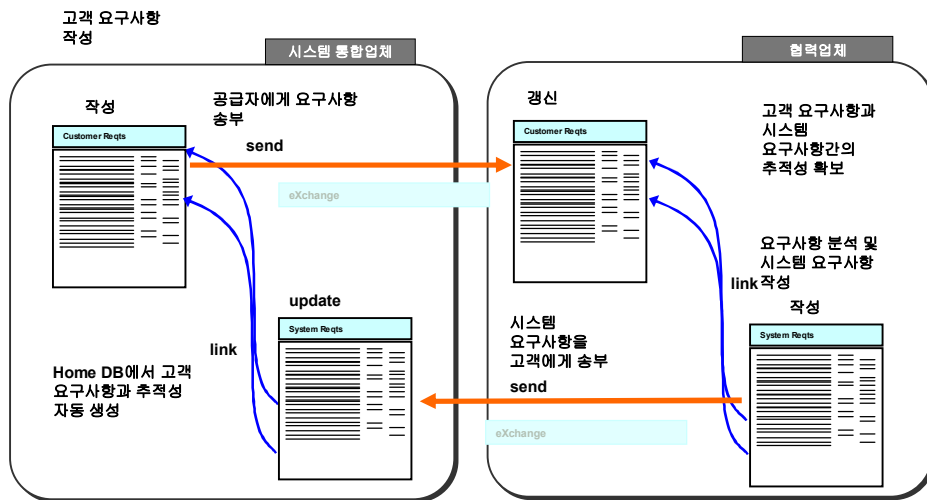 고객 요구사항
작성
시스템 통합업체
협력업체
작성
공급자에게 요구사항
송부
갱신
고객 요구사항과
시스템
요구사항간의
추적성 확보
Customer Reqts
send
Customer Reqts
eXchange
요구사항 분석 및
시스템 요구사항
작성
link
update
작성
시스템
요구사항을
고객에게 송부
System Reqts
System Reqts
link
Home DB에서 고객
요구사항과 추적성
자동 생성
send
eXchange